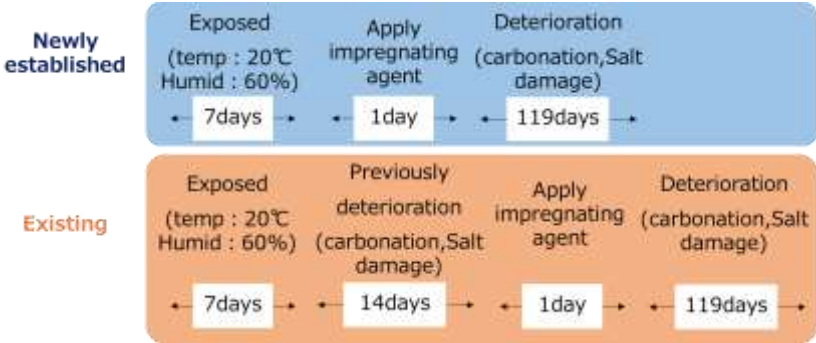 Newly
established
Exposed
(temp : 20℃
Humid : 60%)
7days
Apply
impregnating
agent
1day
Deterioration
(carbonation,Salt
damage)
119days
Existing
Exposed
(temp : 20℃
Humid : 60%)
7days
Previously
deterioration
(carbonation,Salt
damage)
14days
Apply
impregnating
agent
1day
Deterioration
(carbonation,Salt
damage)
119days